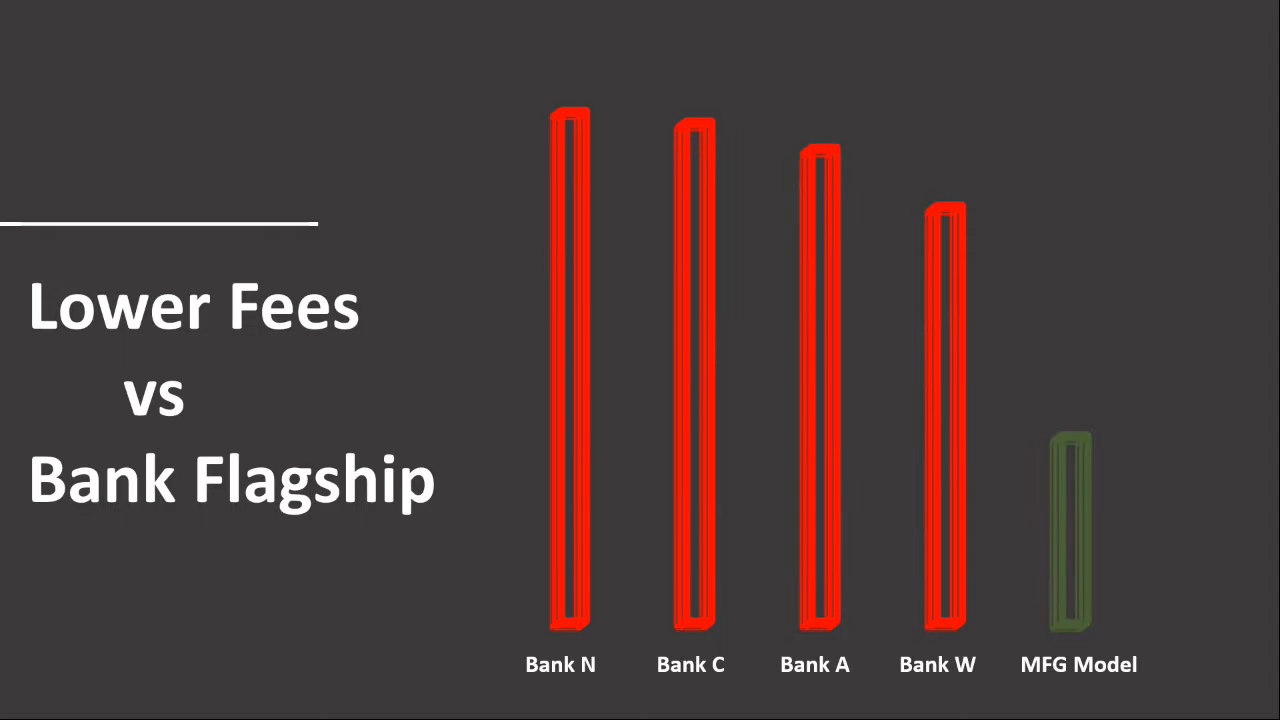 Lower Fees
vs
Bank Flagship
Bank N
Bank C
Bank A
Bank W
MFG Model